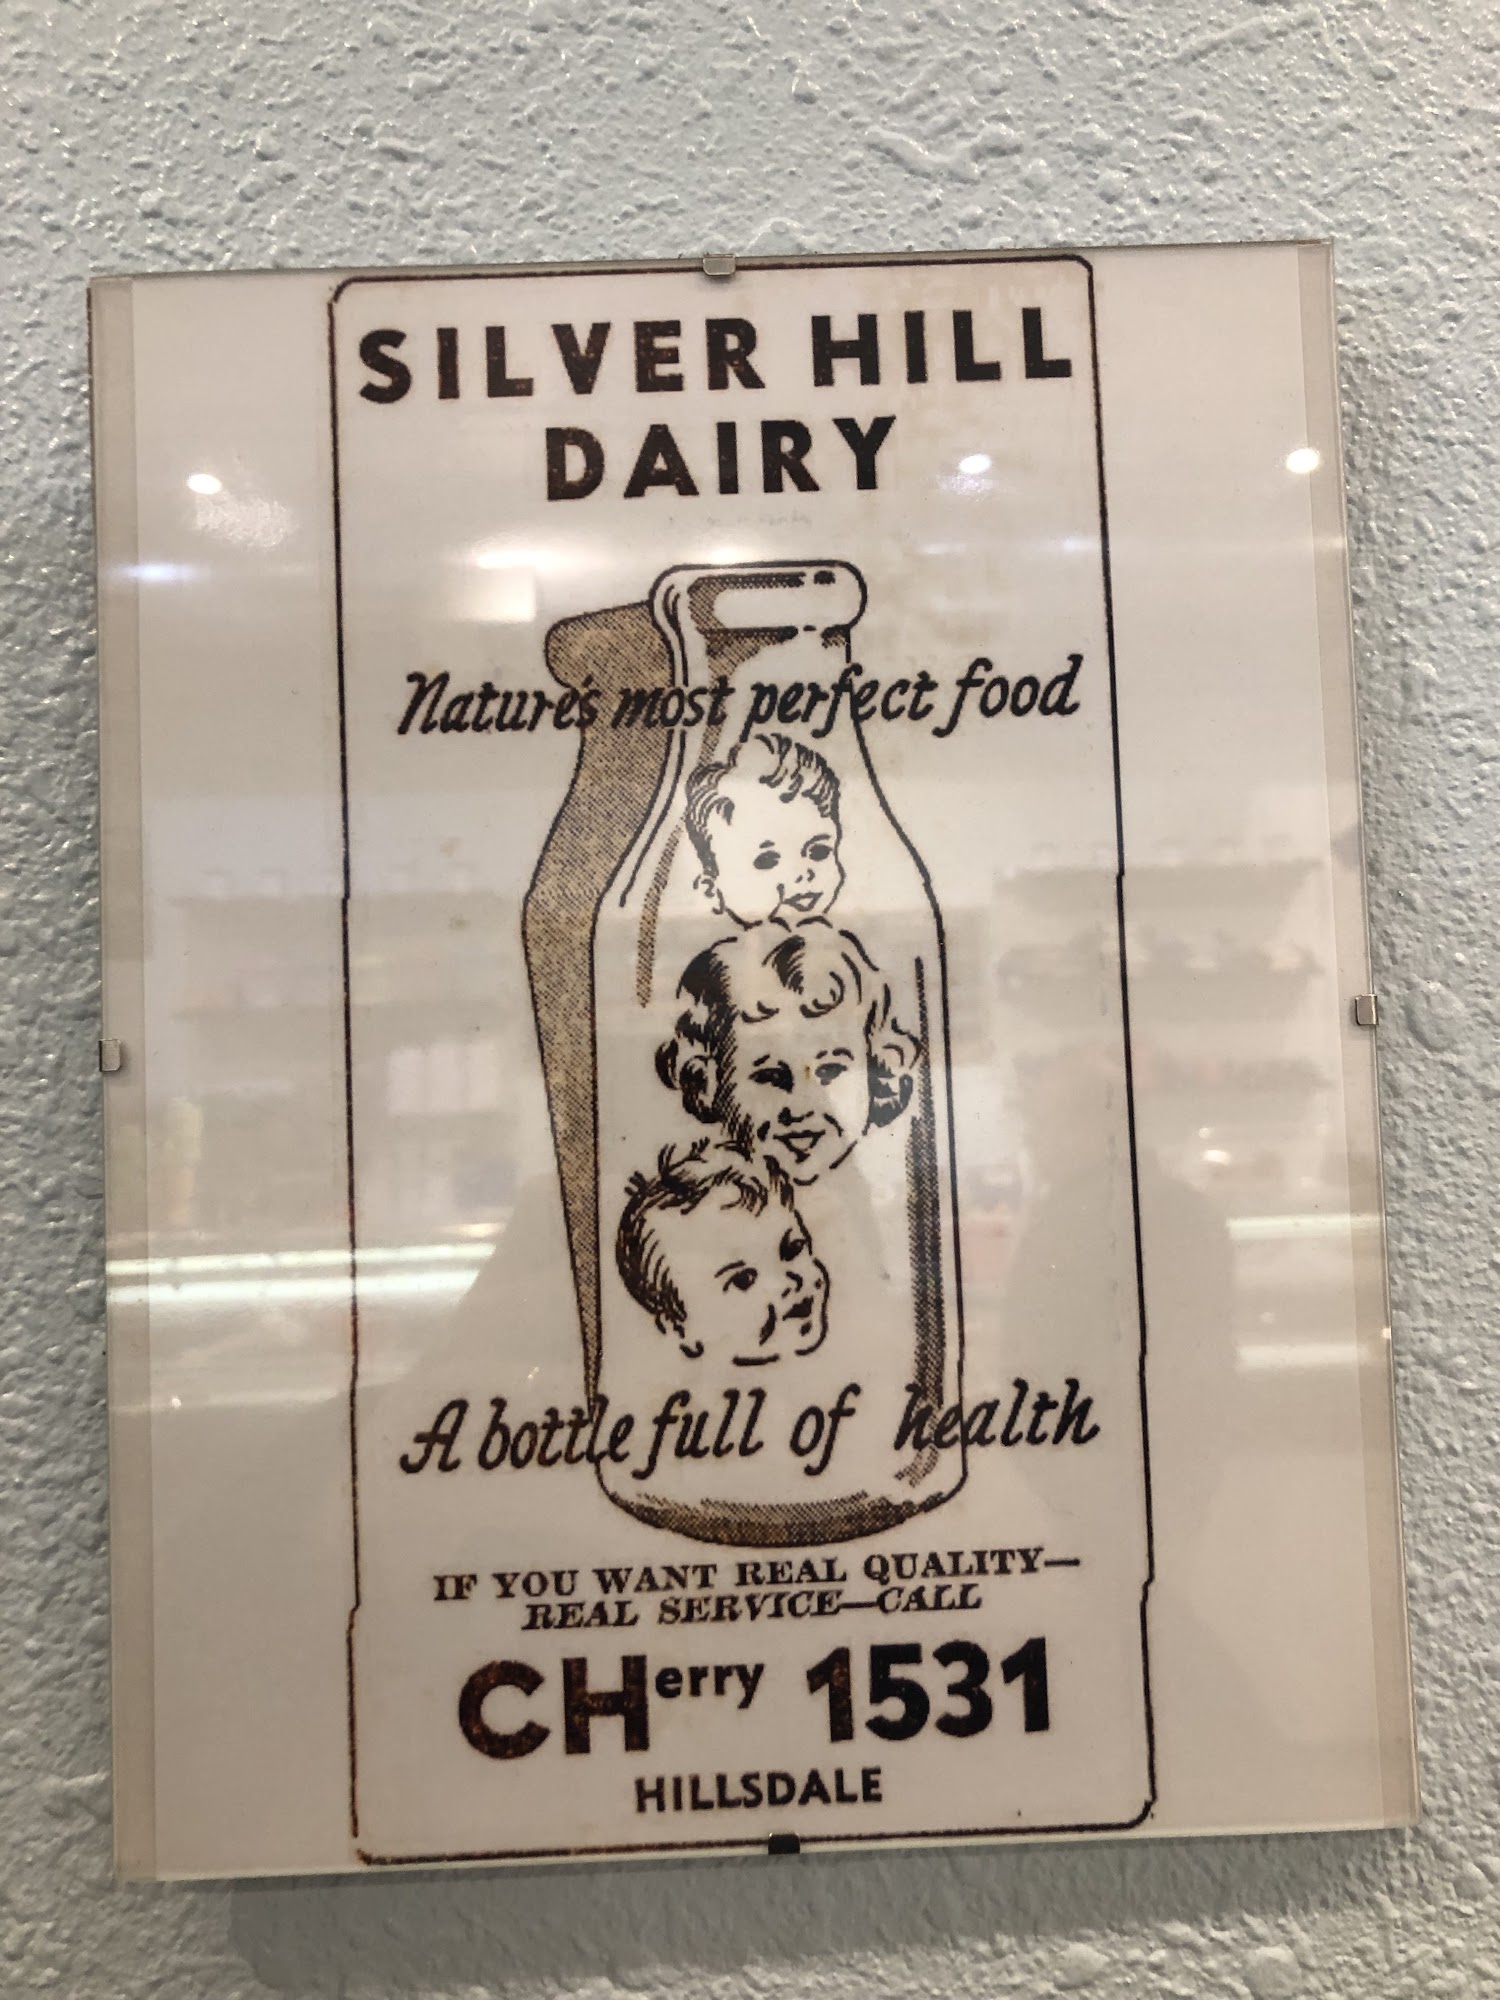 SILVER HILL
DAIRY
Nature's most perfect food
A bottle full of health
IF YOU WANT REAL QUALITY—
REAL SERVICE—CALL
CHerry 1531
HILLSDALE